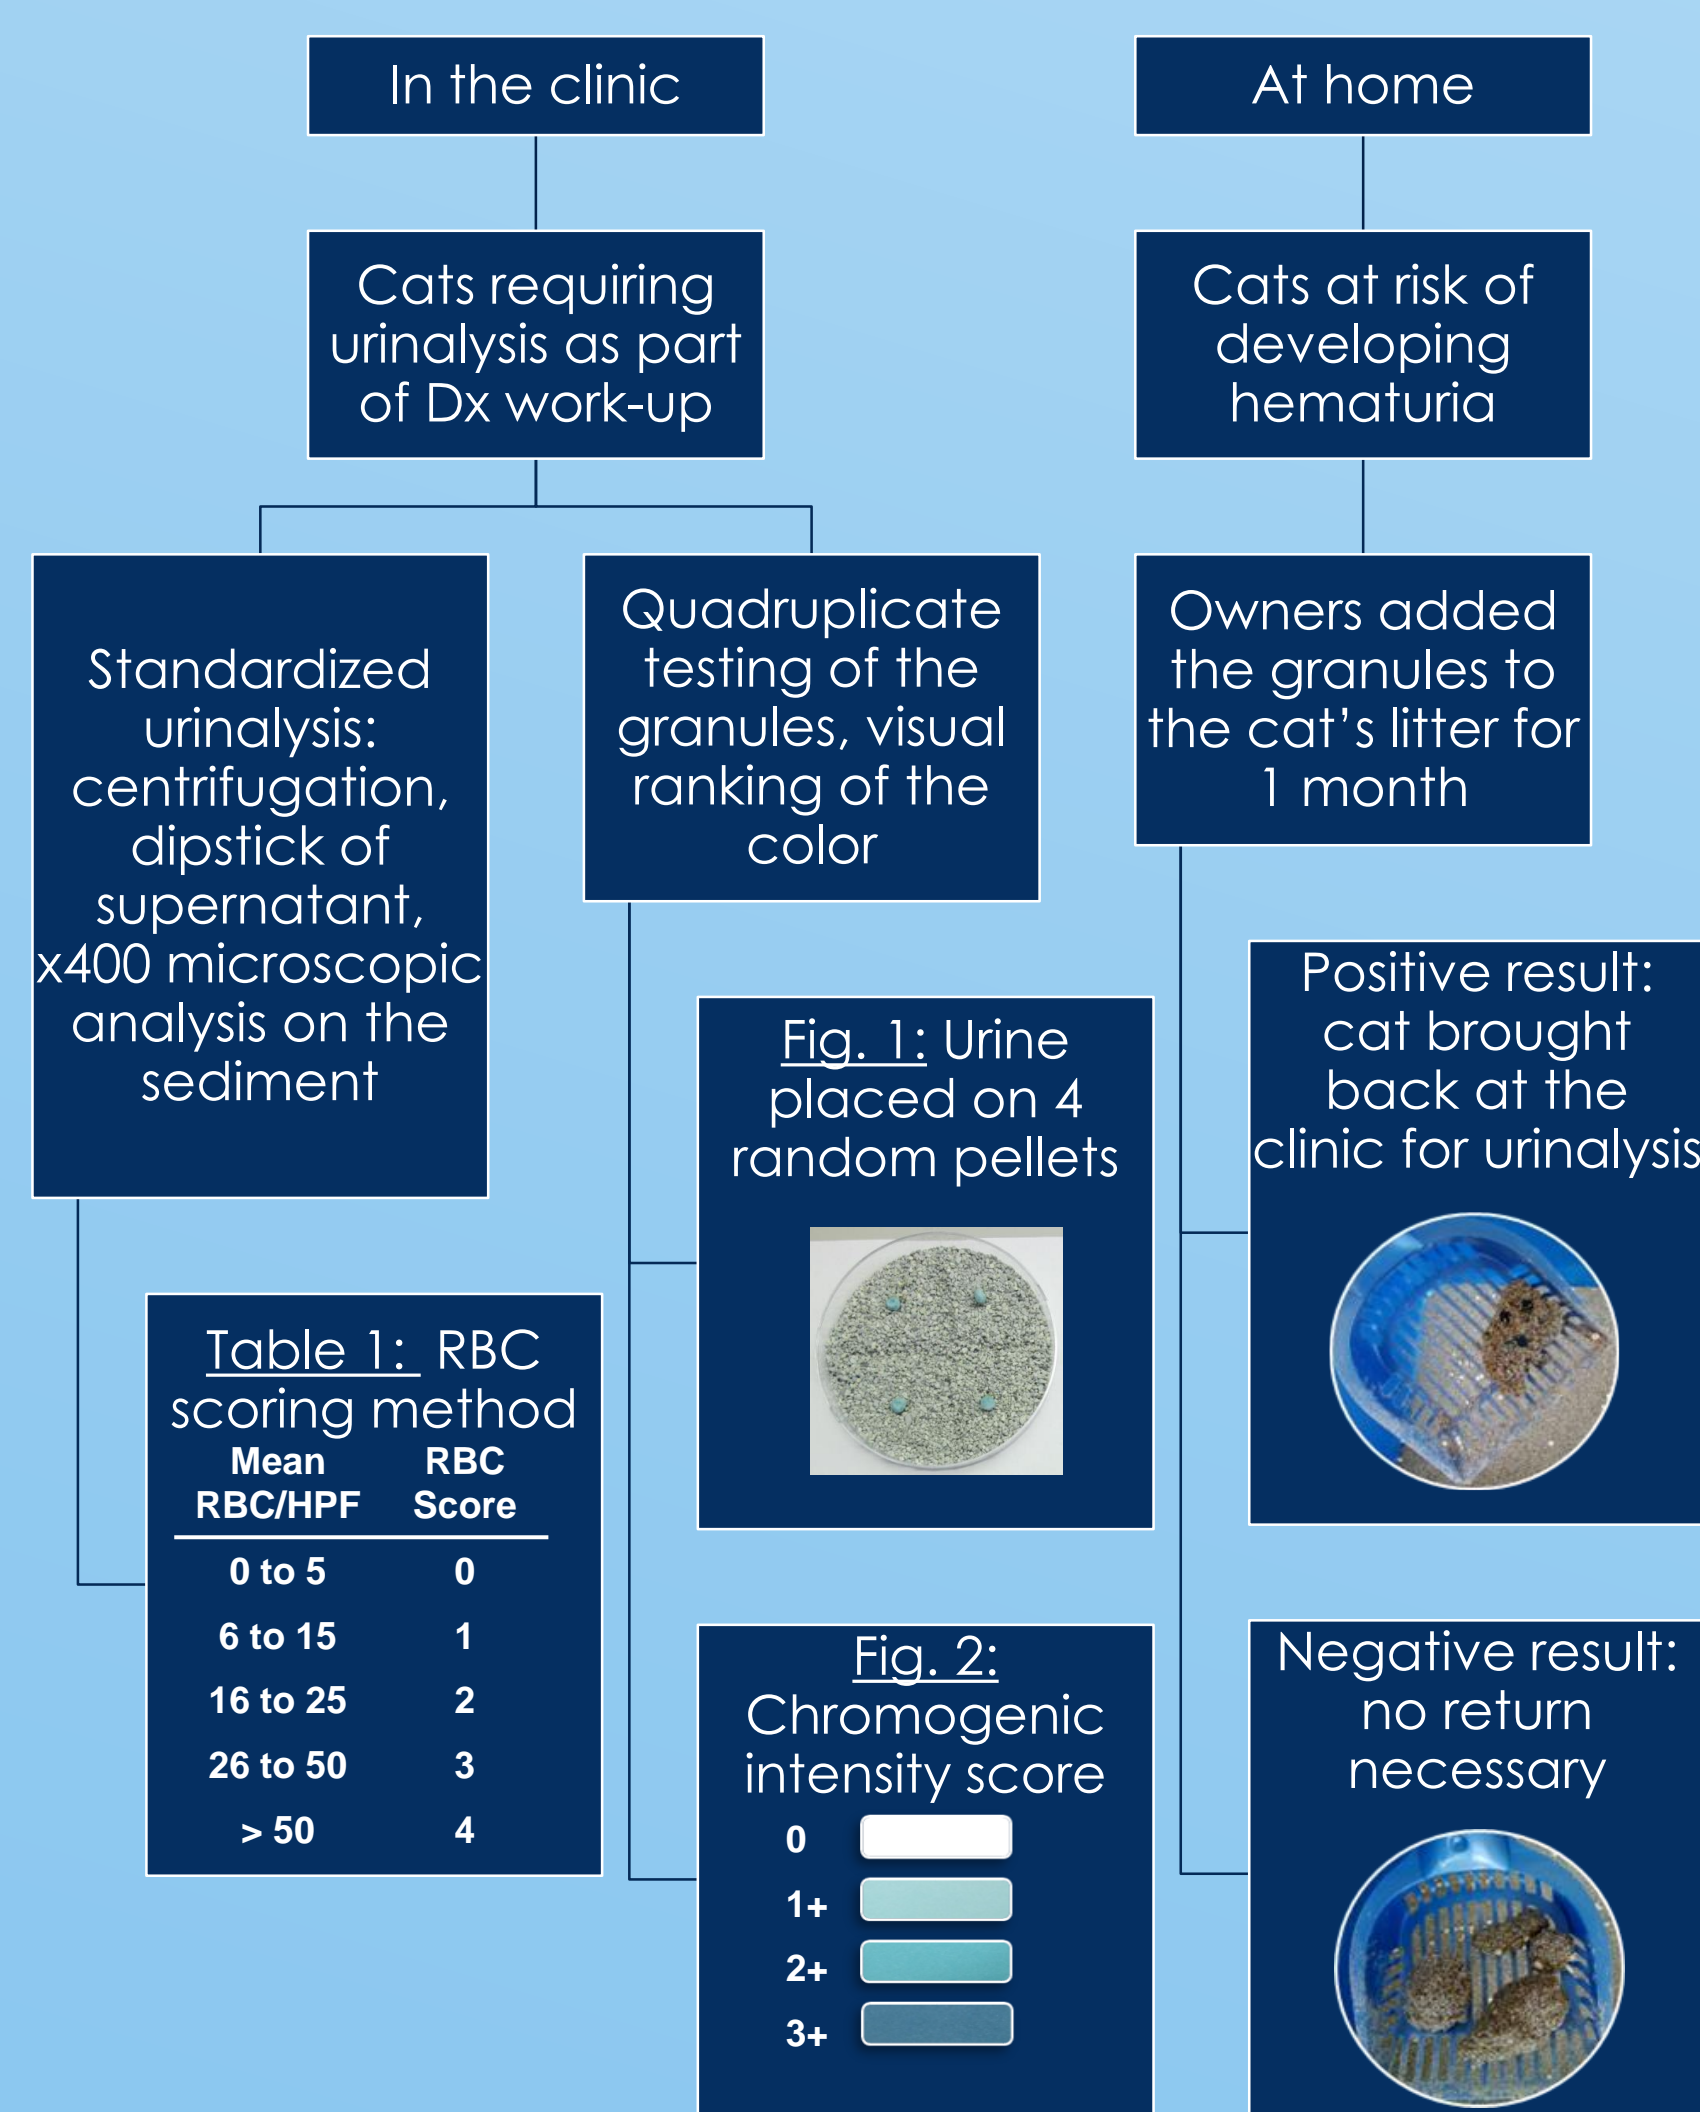 In the clinic
Cats requiring
urinalysis as part
of Dx work-up
Standardized
urinalysis:
centrifugation,
dipstick of
supernatant,
x400 microscopic
analysis on the
sediment
Table 1: RBC
scoring method
Mean RBC
RBC/HPF Score
0 to 5 0
6 to 15 1
16 to 25 2
26 to 50 3
> 50 4
Quadruplicate
testing of the
granules, visual
ranking of the
color
Fig. 1: Urine
placed on 4
random pellets
Fig. 2:
Chromogenic
intensity score
0
1+
2+
3+
At home
Cats at risk of
developing
hematuria
Owners added
the granules to
the cat’s litter for
1 month
Positive result:
cat brought
back at the
clinic for urinalysis
Negative result:
no return
necessary